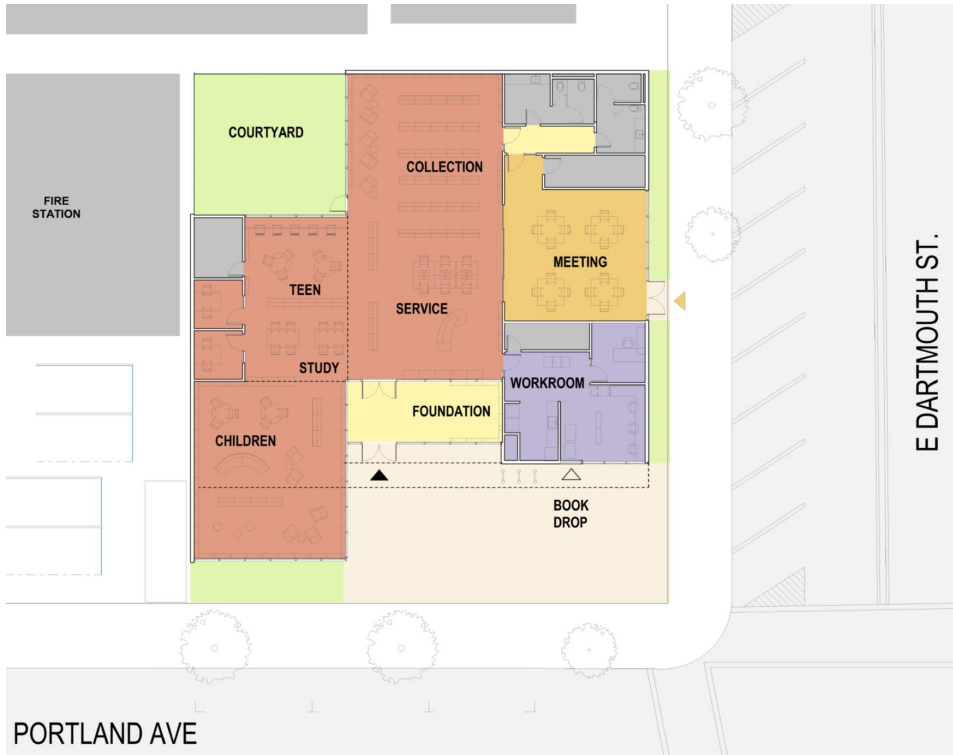 COURTYARD
COLLECTION
FIRE
STATION
E DARTMOUTH ST.
MEETING
TEEN
SERVICE
STUDY
WORKROOM
FOUNDATION
CHILDREN
BOOK
DROP
PORTLAND AVE